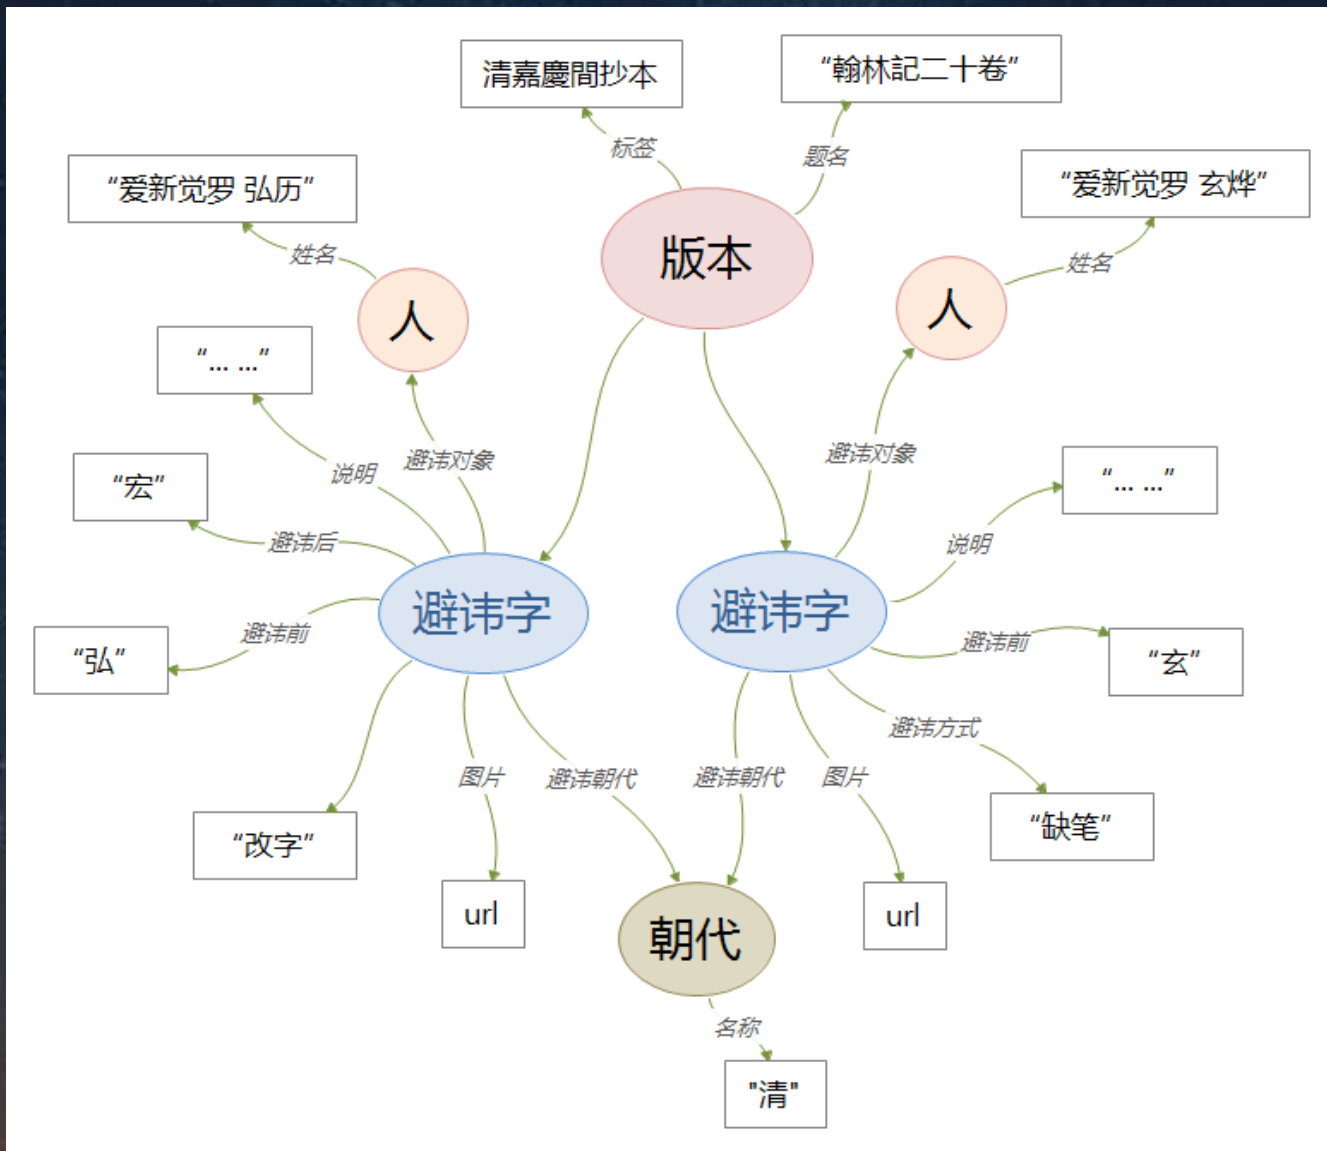 清嘉慶間抄本
“翰林記二十卷”
标签
题名
“爱新觉罗 弘历”
“爱新觉罗 玄烨”
姓名
版本
姓名
人
人
“... ...”
说明
避讳对象
避讳对象
“... ...”
“宏”
避讳后
说明
避讳字
避讳字
避讳前
避讳前
“弘”
“玄”
避讳方式
图片
避讳朝代
避讳朝代
图片
“改字”
“缺笔”
url
url
朝代
名称
"清"